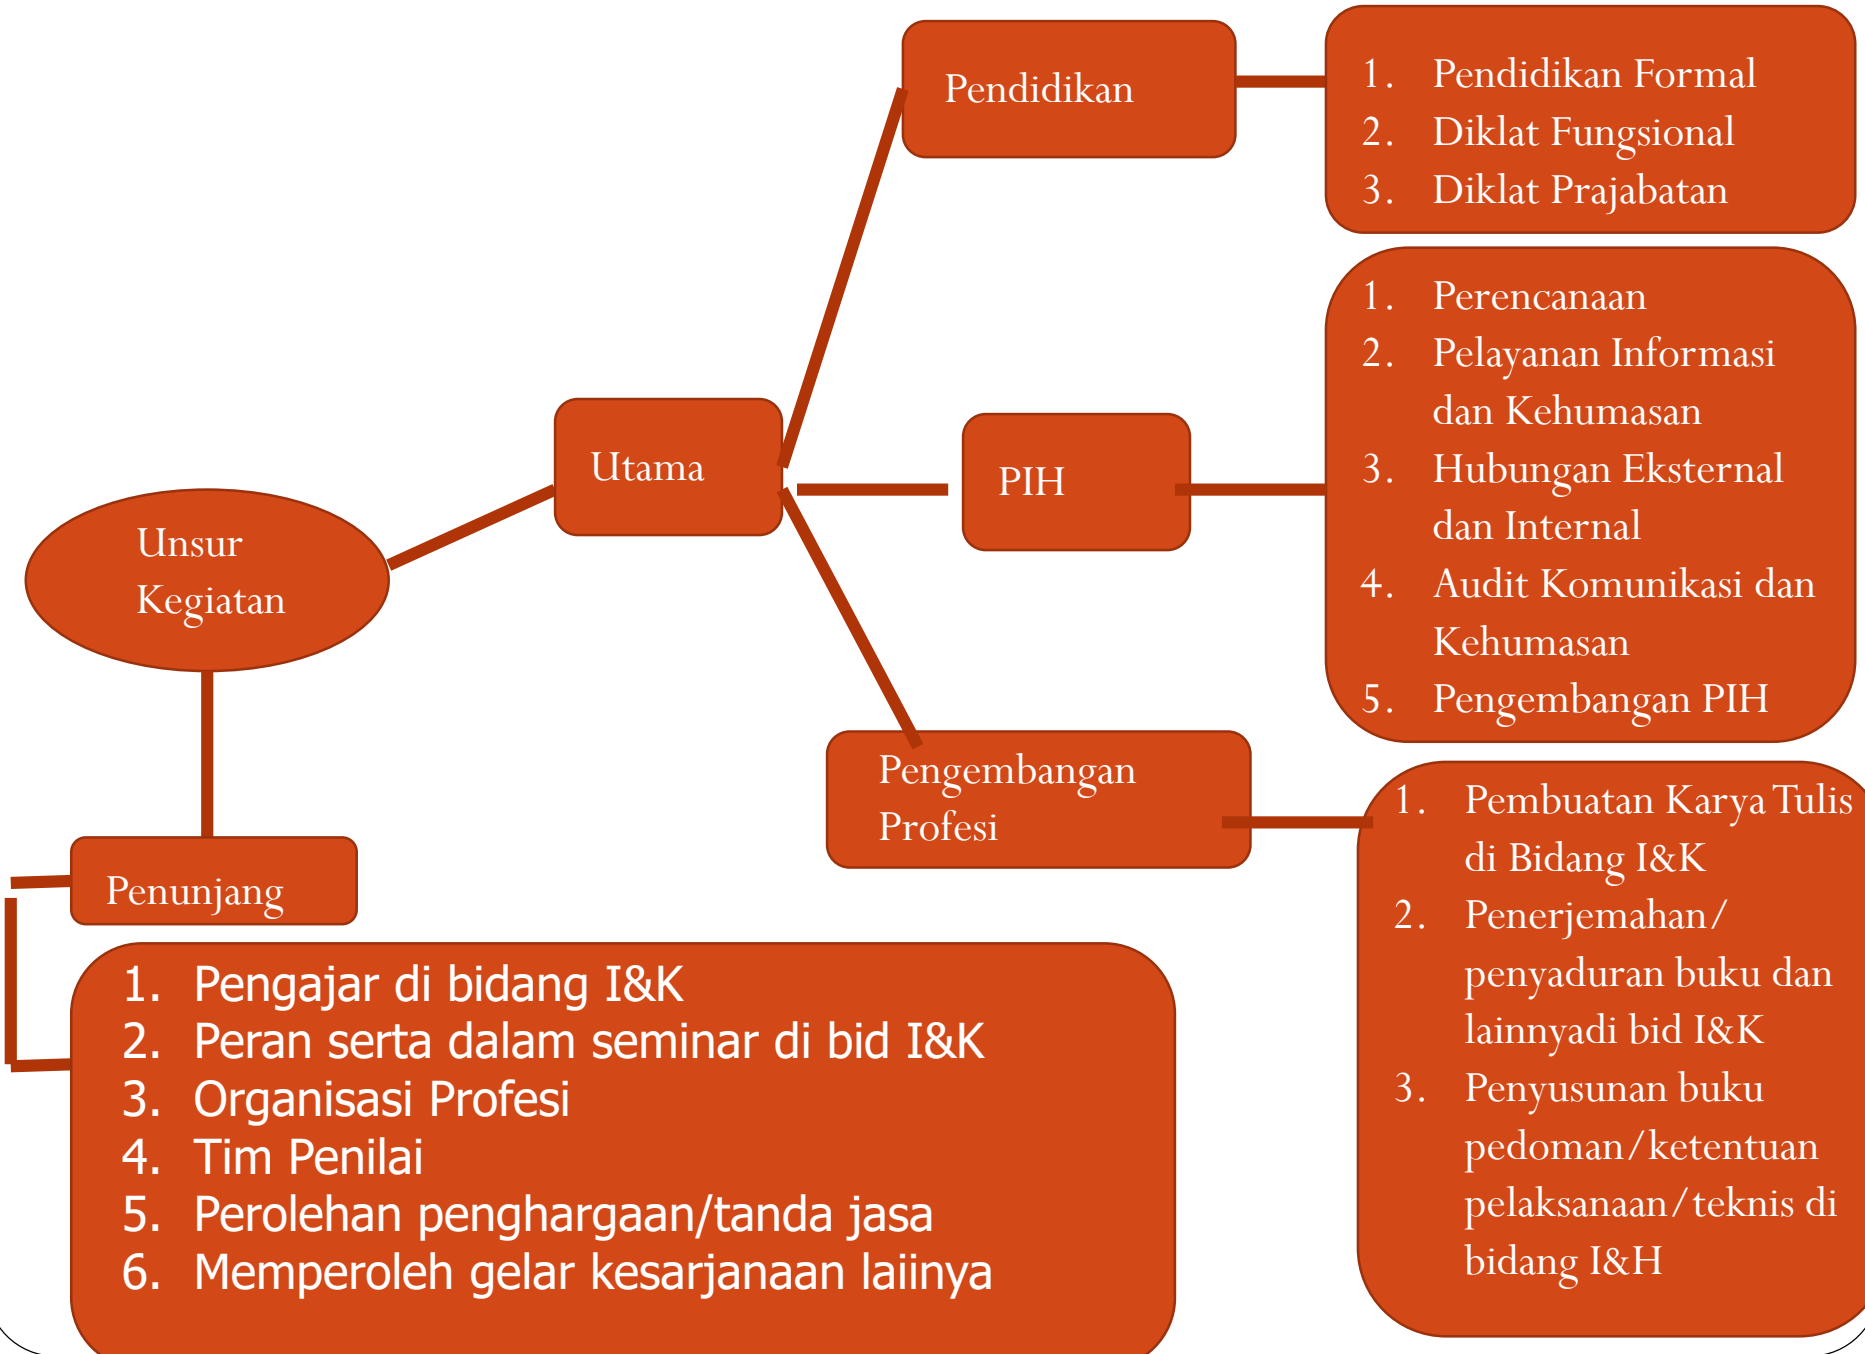 Pendidikan
1. Pendidikan Formal
2. Diklat Fungsional
3. Diklat Prajabatan
Unsur
Kegiatan
Utama
PIH
1. Perencanaan
2. Pelayanan Informasi
dan Kehumasan
3. Hubungan Eksternal
dan Internal
4. Audit Komunikasi dan
Kehumasan
5. Pengembangan PIH
Pengembangan
Profesi
1. Pembuatan Karya Tulis
di Bidang I&K
2. Penerjemahan/
penyaduran buku dan
lainnyadi bid I&K
3. Penyusunan buku
pedoman/ketentuan
pelaksanaan/teknis di
bidang I&H
Penunjang
1. Pengajar di bidang I&K
2. Peran serta dalam seminar di bid I&K
3. Organisasi Profesi
4. Tim Penilai
5. Perolehan penghargaan/tanda jasa
6. Memperoleh gelar kesarjanaan laiinya